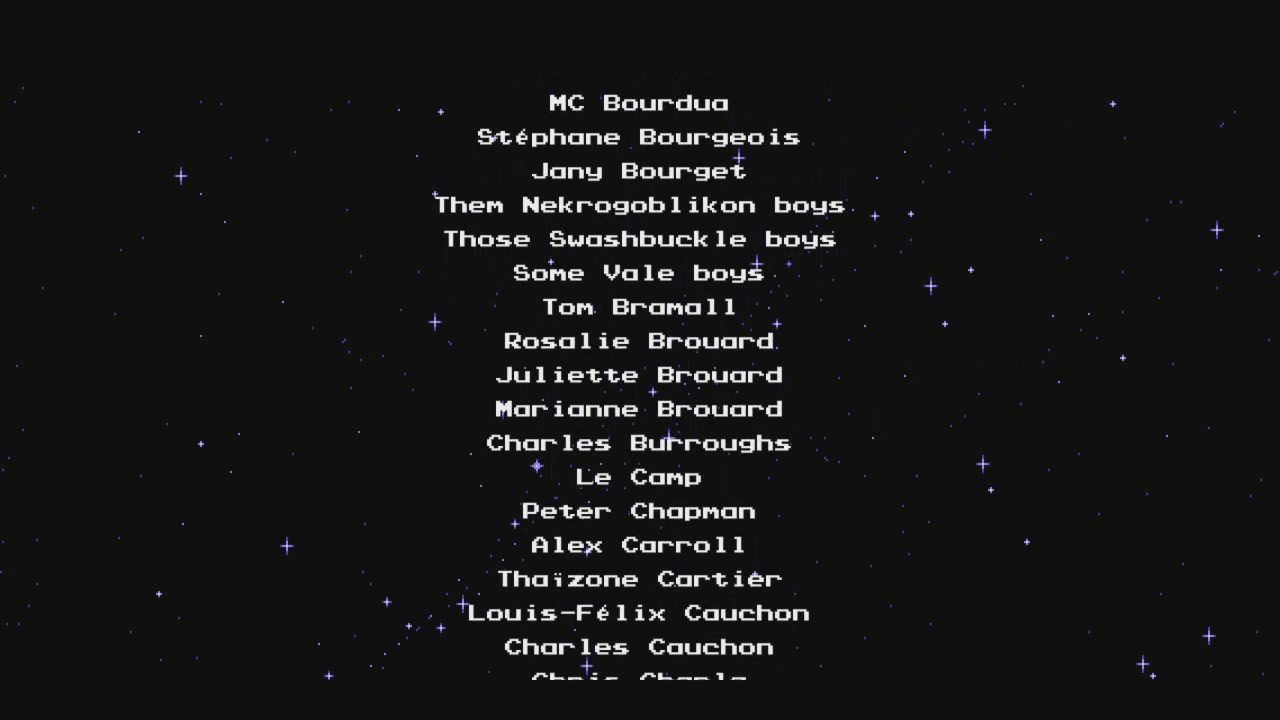 MC Bourdua
Stéphane Bourgeois
Jany Bourget
Them Nekrogoblikon boys
Those Swashbuckle boys
Some Vale boys
Tom Bramall
Rosalie Brouard
Juliette Brouard
Marianne Brouard
Charles Burroughs
Le Camp
Peter Chapman
Alex Carroll
Thaïzone Cartier
Louis-Félix Cauchon
Charles Cauchon